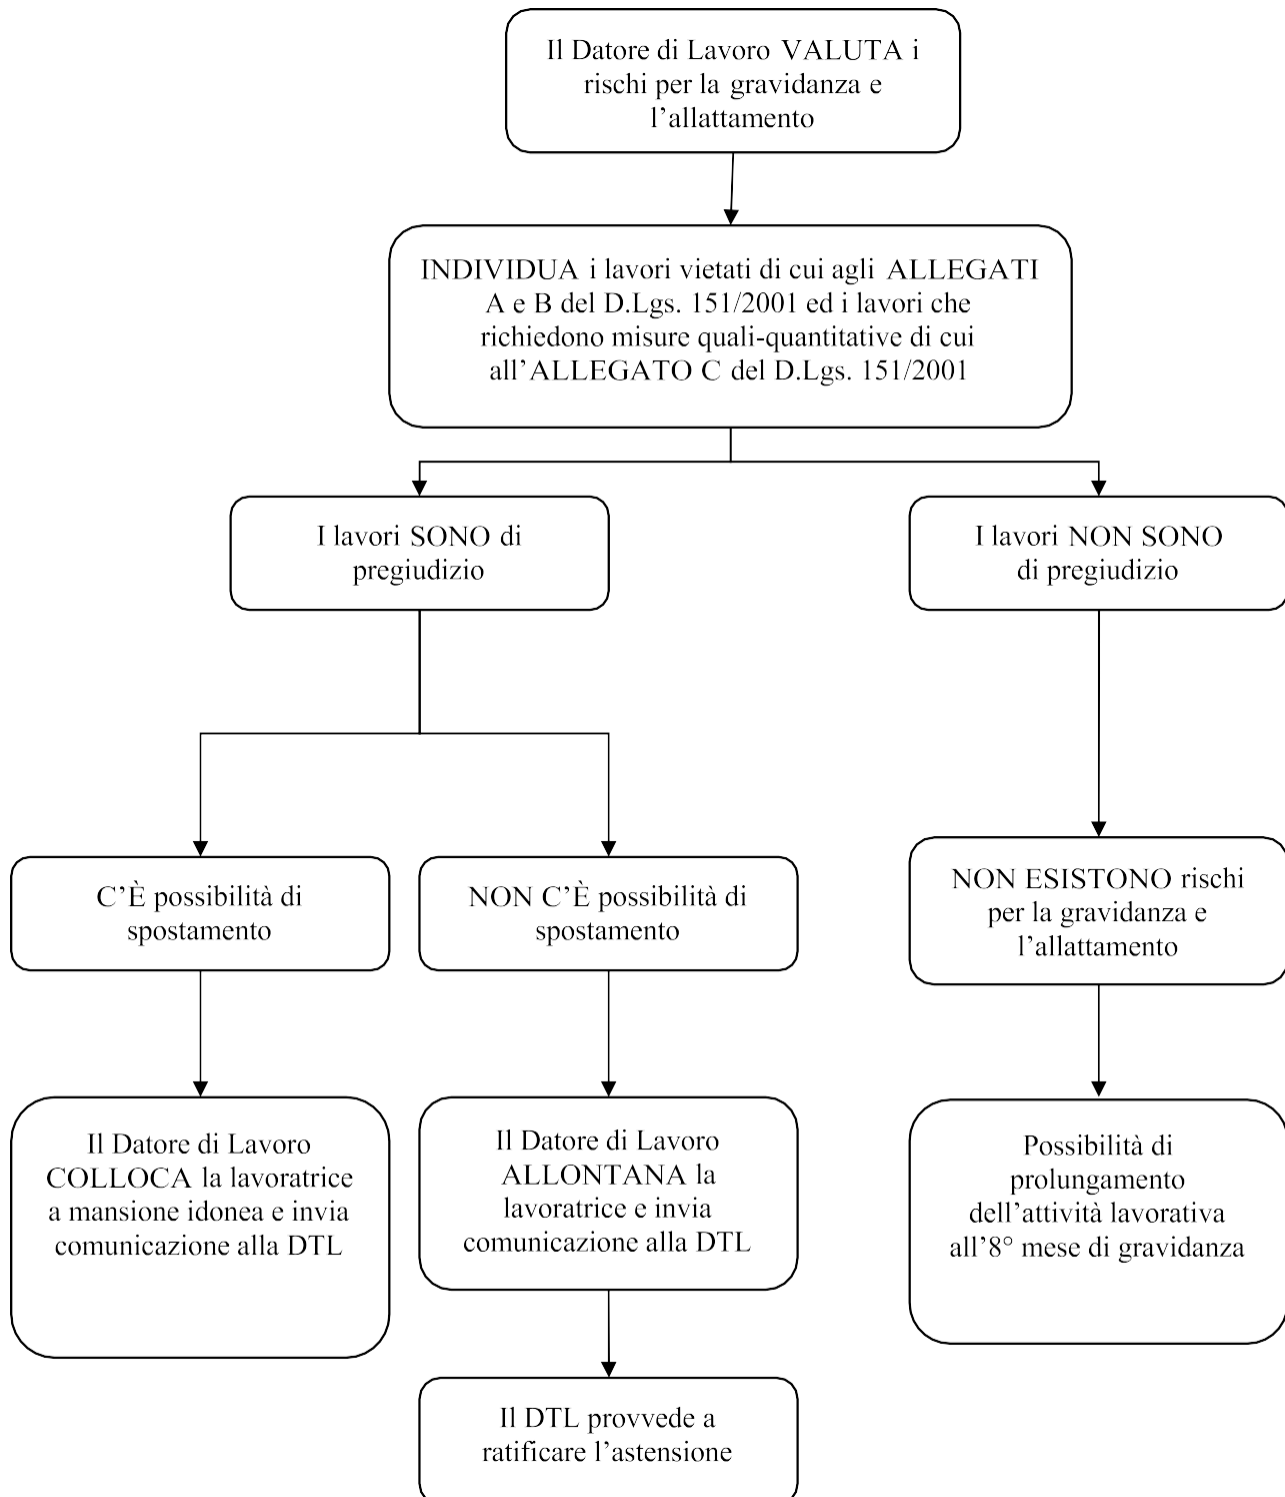 Il Datore di Lavoro VALUTA i
rischi per la gravidanza e
l’allattamento
INDIVIDUA i lavori vietati di cui agli ALLEGATI
A e B del D.Lgs. 151/2001 ed i lavori che
richiedono misure quali-quantitative di cui
all’ALLEGATO C del D.Lgs. 151/2001
I lavori SONO di
pregiudizio
I lavori NON SONO
di pregiudizio
C’È possibilità di
spostamento
NON C’È possibilità di
spostamento
NON ESISTONO rischi
per la gravidanza e
l’allattamento
Il Datore di Lavoro
COLLOCA la lavoratrice
a mansione idonea e invia
comunicazione alla DTL
Il Datore di Lavoro
ALLONTANA la
lavoratrice e invia
comunicazione alla DTL
Possibilità di
prolungamento
dell’attività lavorativa
all’8° mese di gravidanza
Il DTL provvede a
ratificare l’astensione